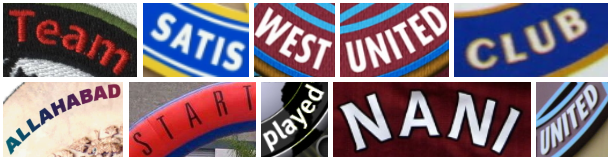 Team
SATIS
WEST
UNITED
CLUB
ALLAHABAD
START
played
NANI
UNITED